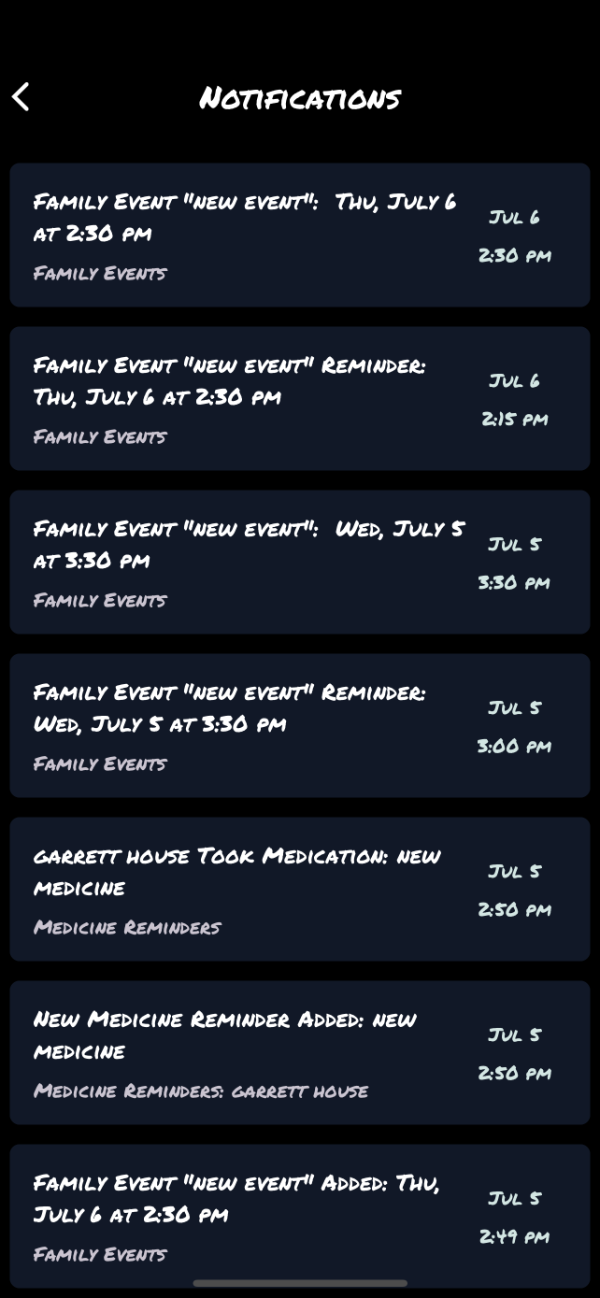 Notifications
Family Event "new event":  Thu, July 6
at 2:30 pm
Family Events
Jul 6
2:30 pm
Family Event "new event" Reminder:
Thu, July 6 at 2:30 pm
Family Events
Jul 6
2:15 pm
Family Event "new event":  Wed, July 5
at 3:30 pm
Family Events
Jul 5
3:30 pm
Family Event "new event" Reminder:
Wed, July 5 at 3:30 pm
Family Events
Jul 5
3:00 pm
garrett house Took Medication: new
medicine
Medicine Reminders
Jul 5
2:50 pm
New Medicine Reminder Added: new
medicine
Medicine Reminders: garrett house
Jul 5
2:50 pm
Family Event "new event" Added: Thu,
July 6 at 2:30 pm
Family Events
Jul 5
2:49 pm